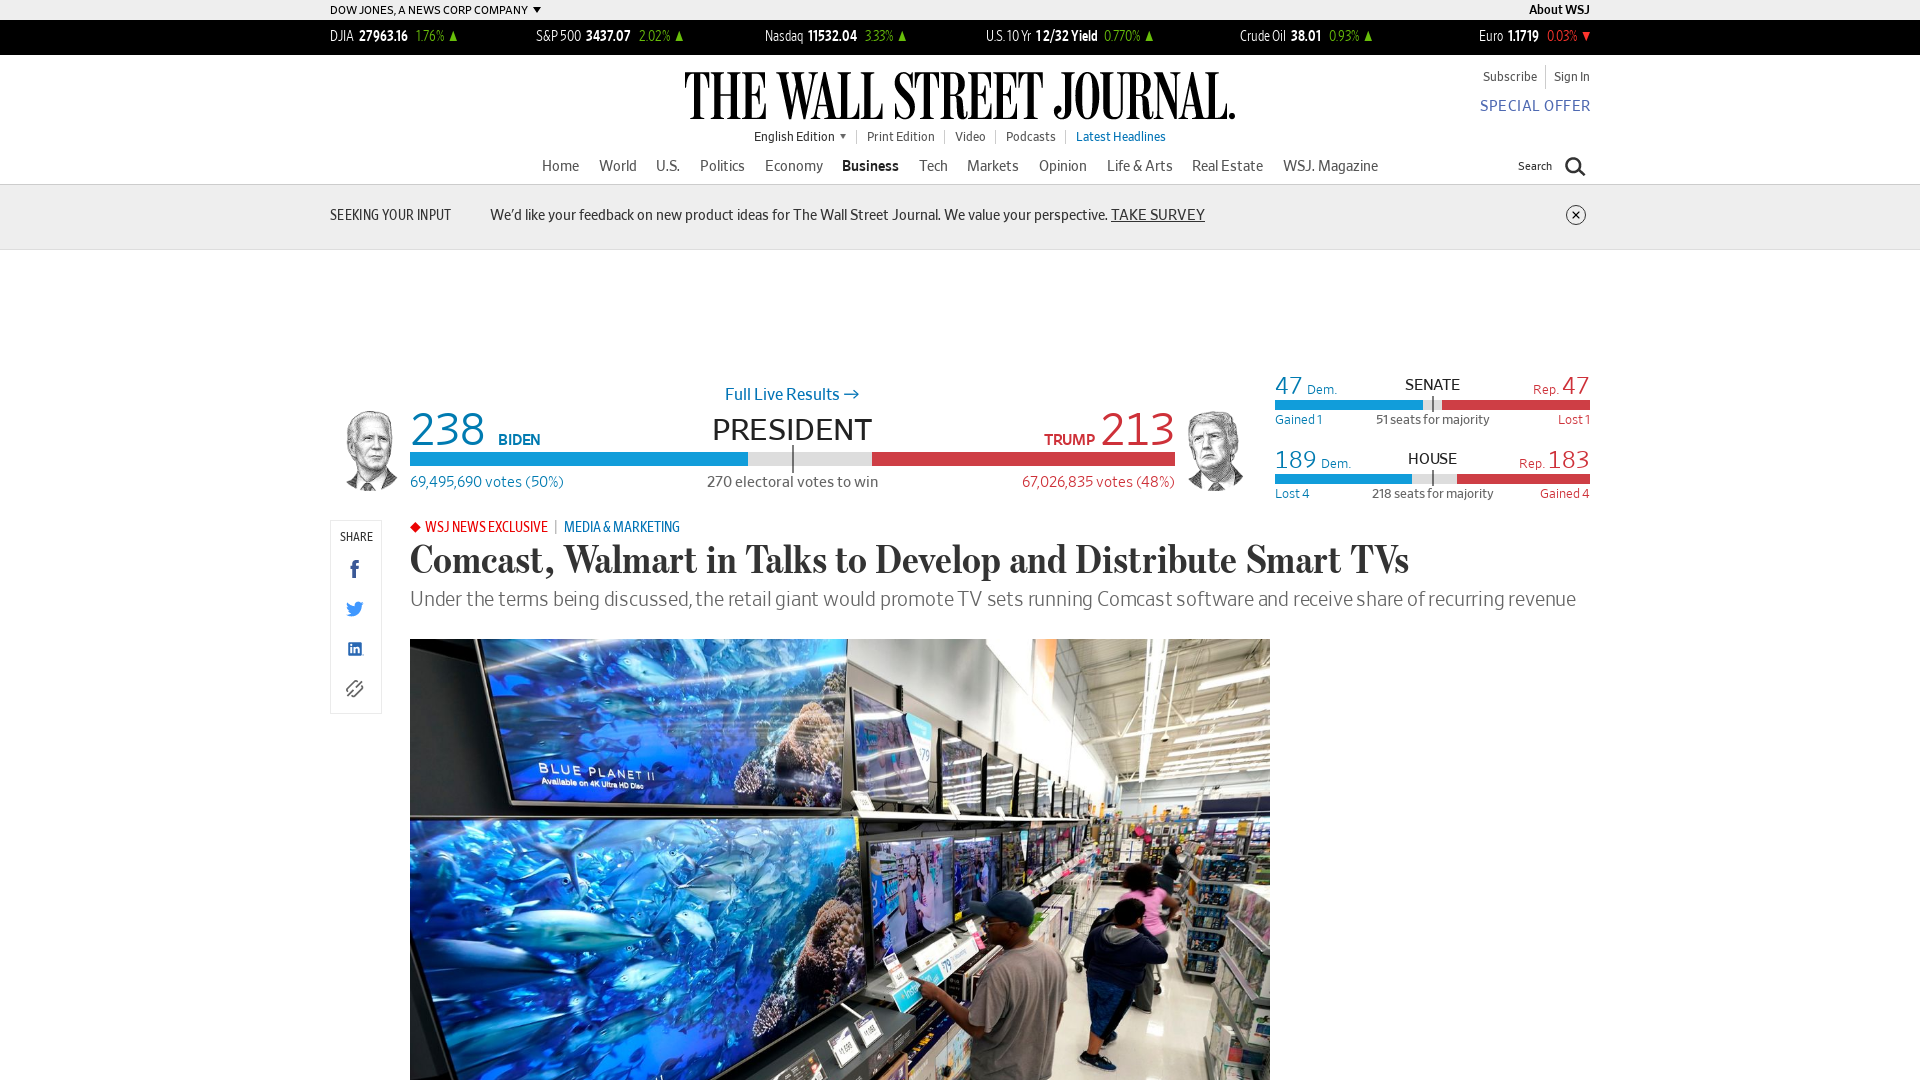 DOW JONES, A NEWS CORP COMPANY
About WSJ
DJIA 27963.16 1.76%
S&P 500 3437.07 2.02%
Nasdaq 11532.04 3.33%
U.S. 10 Yr 1 2/32 Yield 0.770%
Crude Oil 38.01 0.93%
Euro 1.1719 0.03%
THE WALL STREET JOURNAL.
Subscribe
Sign In
SPECIAL OFFER
English Edition
Print Edition
Video
Podcasts
Latest Headlines
Home
World
U.S.
Politics
Economy
Business
Tech
Markets
Opinion
Life & Arts
Real Estate
WSJ. Magazine
Search
SEEKING YOUR INPUT
We’d like your feedback on new product ideas for The Wall Street Journal. We value your perspective. TAKE SURVEY
Full Live Results →
238 BIDEN
PRESIDENT
TRUMP 213
69,495,690 votes (50%)
270 electoral votes to win
67,026,835 votes (48%)
47 Dem.
SENATE
Rep. 47
Gained 1
51 seats for majority
Lost 1
189 Dem.
HOUSE
Rep. 183
Lost 4
218 seats for majority
Gained 4
SHARE
WSJ NEWS EXCLUSIVE | MEDIA & MARKETING
Comcast, Walmart in Talks to Develop and Distribute Smart TVs
Under the terms being discussed, the retail giant would promote TV sets running Comcast software and receive share of recurring revenue
BLUE PLANET II
Available on 4K Ultra HD Disc